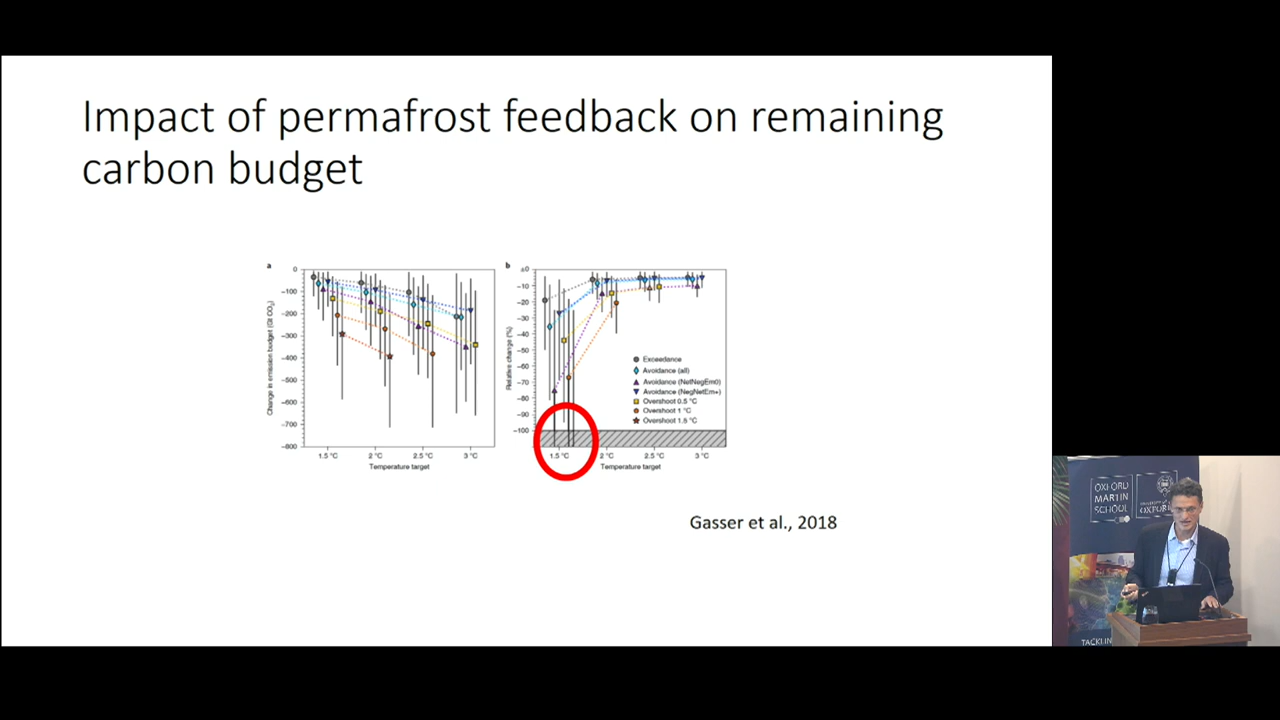 Impact of permafrost feedback on remaining
carbon budget
a
b
Change in emission budget (Gt CO₂)
0
−100
−200
−300
−400
−500
−600
−700
−800
1.5 °C
2 °C
2.5 °C
3 °C
Temperature target
Relative change (%)
±0
−10
−20
−30
−40
−50
−60
−70
−80
−90
−100
1.5 °C
2 °C
2.5 °C
3 °C
Temperature target
Exceedance
Avoidance (all)
Avoidance (NetNegEm0)
Avoidance (NegNetEm+)
Overshoot 0.5 °C
Overshoot 1 °C
Overshoot 1.5 °C
Gasser et al., 2018
OXFORD
MARTIN
SCHOOL
UNIVERSITY OF
OXFORD